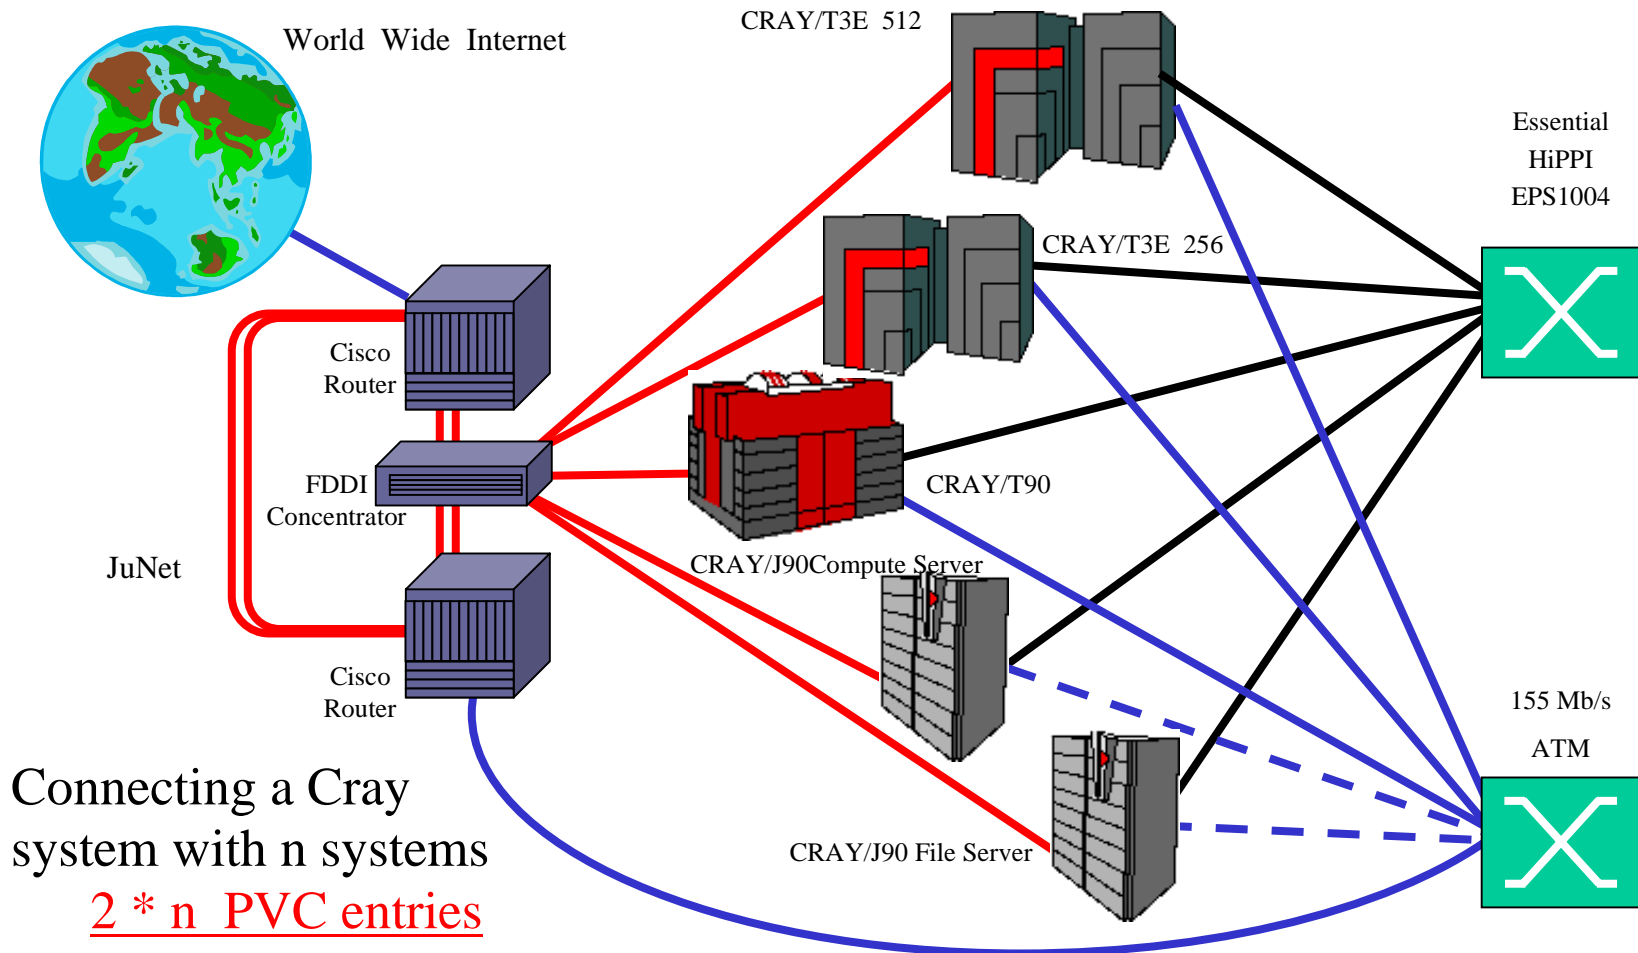 CRAY/T3E 512
World Wide Internet
Essential
HiPPI
EPS1004
CRAY/T3E 256
Cisco
Router
FDDI
Concentrator
CRAY/T90
JuNet
CRAY/J90Compute Server
Cisco
Router
155 Mb/s
ATM
CRAY/J90 File Server
Connecting a Cray
system with n systems
2 * n PVC entries